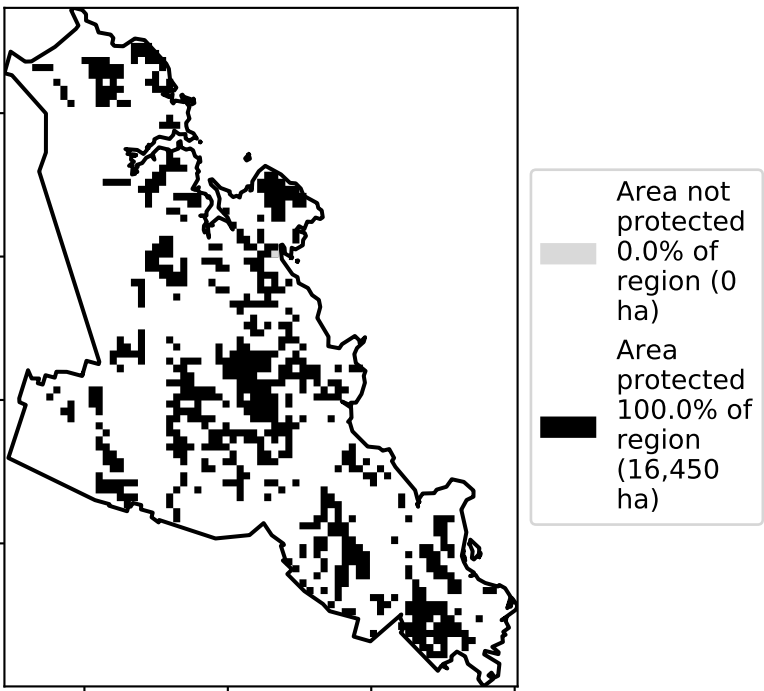 Area not
protected
0.0% of
region (0
ha)
Area
protected
100.0% of
region
(16,450
ha)